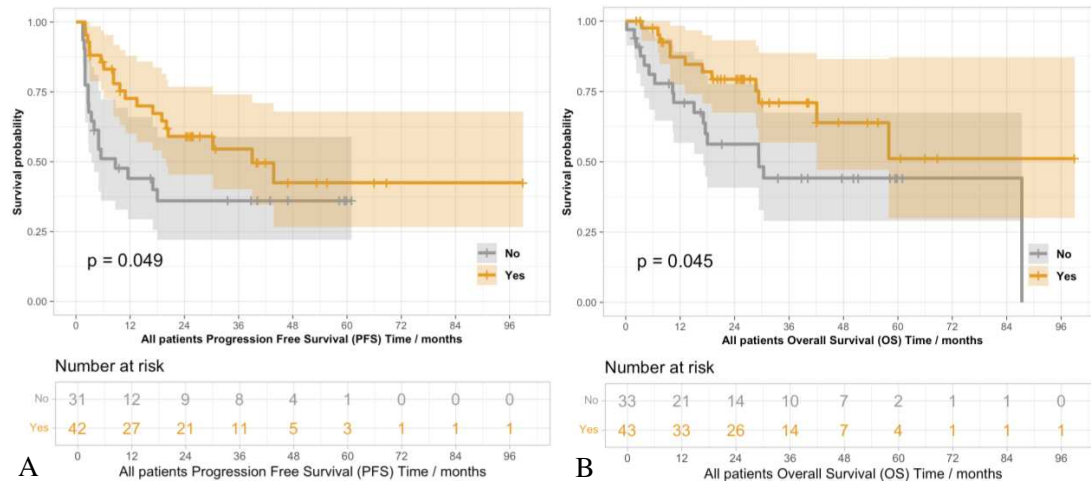 1.00
0.75
0.50
0.25
0.00
Survival probability
p = 0.049
No
Yes
0 12 24 36 48 60 72 84 96
All patients Progression Free Survival (PFS) Time / months
Number at risk
No 31 12 9 8 4 1 0 0 0
Yes 42 27 21 11 5 3 1 1 1
0 12 24 36 48 60 72 84 96
All patients Progression Free Survival (PFS) Time / months
A
1.00
0.75
0.50
0.25
0.00
Survival probability
p = 0.045
No
Yes
0 12 24 36 48 60 72 84 96
All patients Overall Survival (OS) Time / months
Number at risk
No 33 21 14 10 7 2 1 1 0
Yes 43 33 26 14 7 4 1 1 1
0 12 24 36 48 60 72 84 96
All patients Overall Survival (OS) Time / months
B